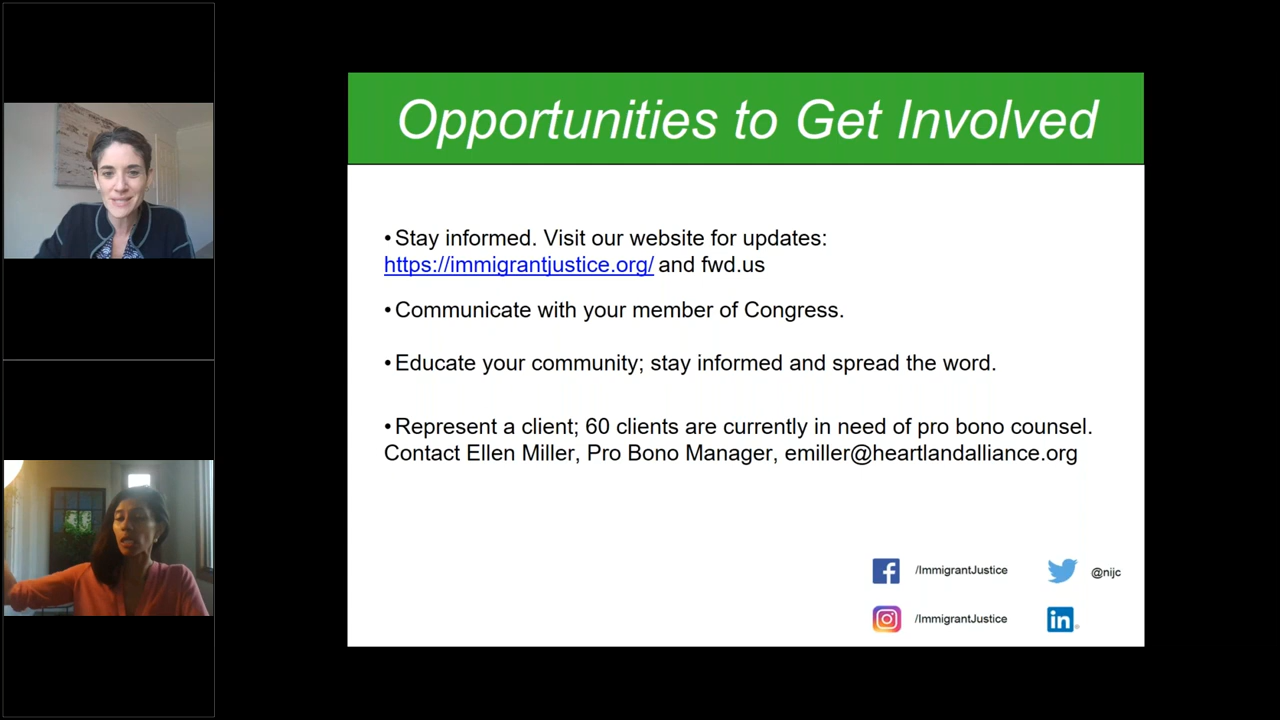 Opportunities to Get Involved
•Stay informed. Visit our website for updates:
https://immigrantjustice.org/ and fwd.us
•Communicate with your member of Congress.
•Educate your community; stay informed and spread the word.
•Represent a client; 60 clients are currently in need of pro bono counsel.
Contact Ellen Miller, Pro Bono Manager, emiller@heartlandalliance.org
/ImmigrantJustice
@nijc
/ImmigrantJustice
in